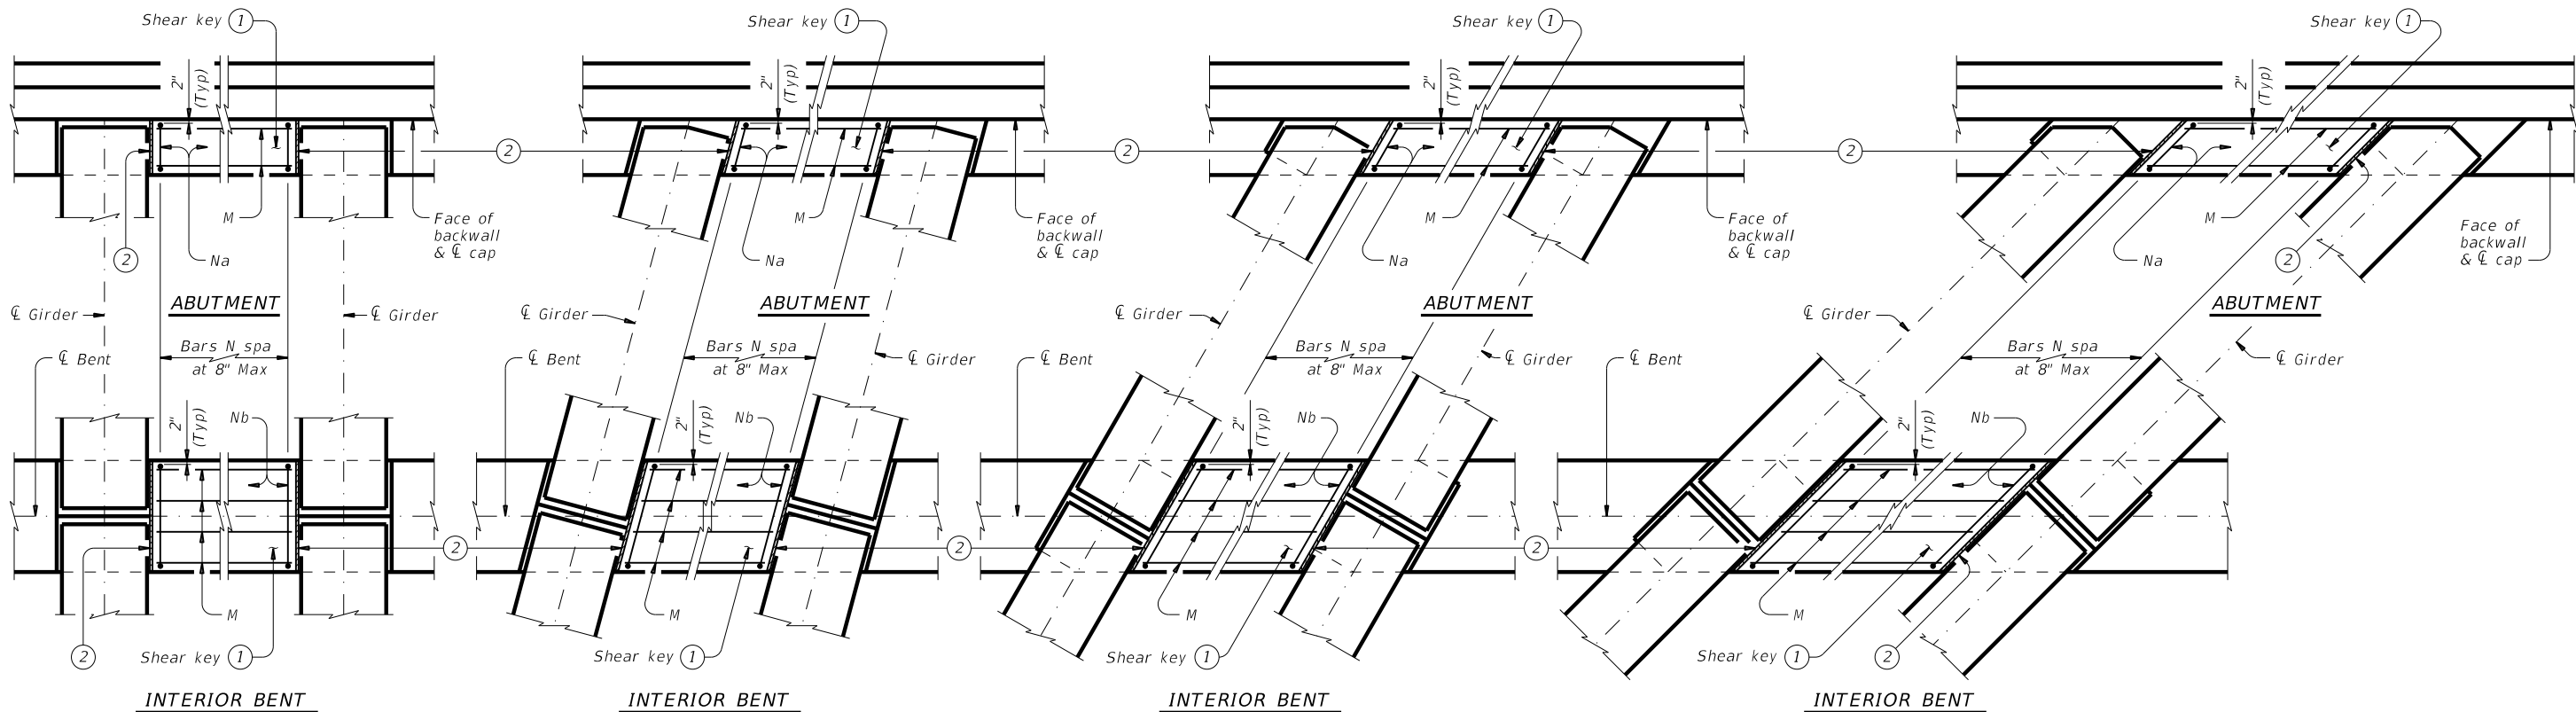 Shear key 1
Shear key 1
Shear key 1
Shear key 1
2"
(Typ)
2"
(Typ)
2"
(Typ)
2"
(Typ)
2
2
2
M
M
M
M
Face of
backwall
& ℄ cap
Face of
backwall
& ℄ cap
Face of
backwall
& ℄ cap
Face of
backwall
& ℄ cap
2
Na
Na
Na
Na
2
ABUTMENT
ABUTMENT
ABUTMENT
ABUTMENT
℄ Girder
℄ Girder
℄ Girder
℄ Girder
℄ Girder
℄ Bent
Bars N spa
at 8" Max
℄ Bent
Bars N spa
at 8" Max
℄ Girder
℄ Bent
Bars N spa
at 8" Max
℄ Girder
℄ Bent
Bars N spa
at 8" Max
℄ Girder
2"
(Typ)
Nb
2"
(Typ)
Nb
2"
(Typ)
Nb
2"
(Typ)
Nb
2
2
2
M
M
M
M
2
Shear key 1
Shear key 1
Shear key 1
Shear key 1
2
INTERIOR BENT
INTERIOR BENT
INTERIOR BENT
INTERIOR BENT